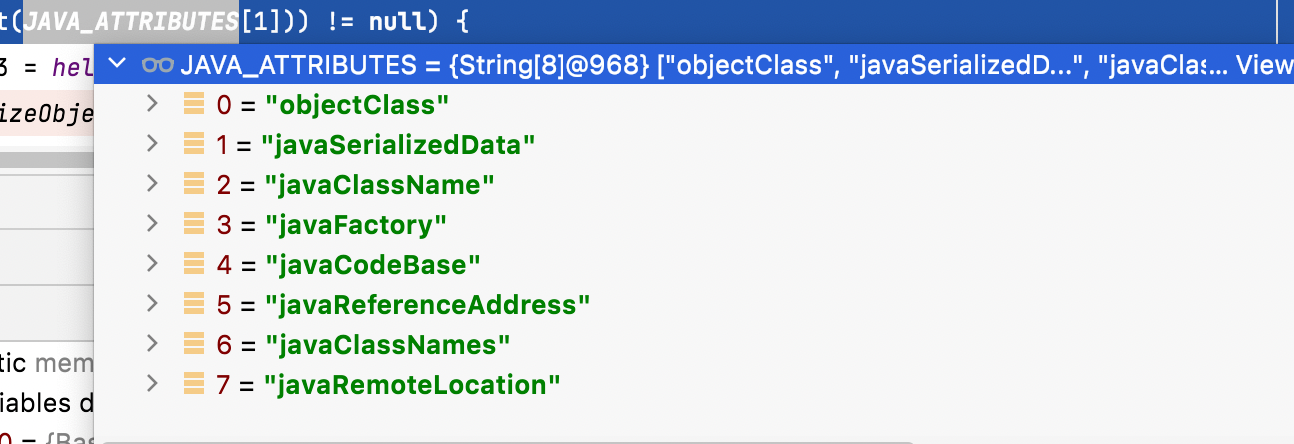 t(JAVA_ATTRIBUTES[1])) != null) {
3 = hel
JAVA_ATTRIBUTES = {String[8]@968} ["objectClass", "javaSerializedD...", "javaClas... View
0 = "objectClass"
izeObje
1 = "javaSerializedData"
2 = "javaClassName"
3 = "javaFactory"
4 = "javaCodeBase"
5 = "javaReferenceAddress"
6 = "javaClassNames"
tic mem
7 = "javaRemoteLocation"
iables d
0 = {Bas